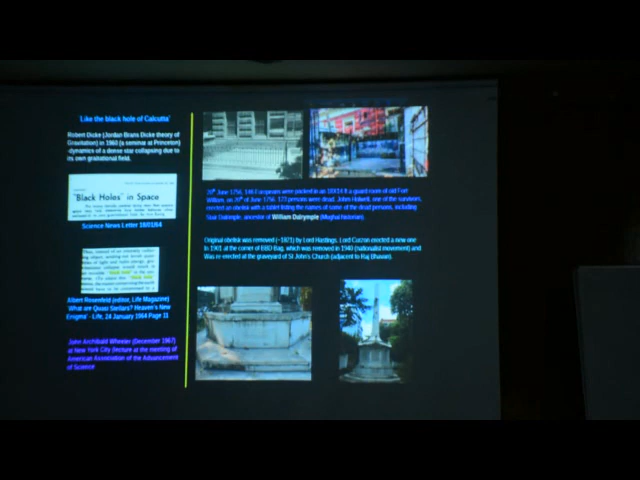 'Like the black hole of Calcutta'
Robert Dicke (Jordan Brans Dicke theory of
Gravitation) in 1960 (a seminar at Princeton)
-dynamics of a dense star collapsing due to
its own gravitational field.
"Black Holes" in Space
Science News Letter 18/01/64
Albert Rosenfeld (editor, Life Magazine)
'What are Quasi Stellars? Heaven's New
Enigma' - Life, 24 January 1964 Page 11
John Archibald Wheeler (December 1967)
at New York City (lecture at the meeting of
American Association of the Advancement
of Science
20th June 1756, 146 Europeans were packed in an 18X14 ft a guard room of old Fort
William, on 20th of June 1756. 123 persons were dead. John Holwell, one of the survivors,
erected an obelisk with a tablet listing the names of some of the dead persons, including
Stair Dalrymple, ancestor of William Dalrymple (Mughal historian).
Original obelisk was removed (~1821) by Lord Hastings. Lord Curzon erected a new one
in 1901 at the corner of BBD Bag, which was removed in 1940 (nationalist movement) and
Was re-erected at the graveyard of St John's Church (adjacent to Raj Bhavan).